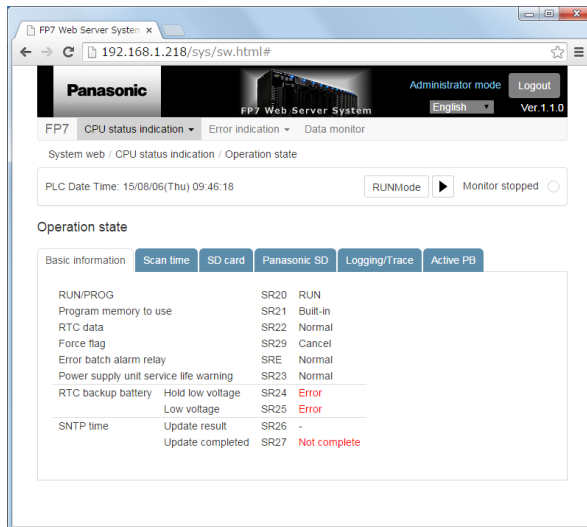 FP7 Web Server System ×
192.168.1.218/sys/sw.html#
Panasonic
FP7 Web Server System
Administrator mode Logout
English Ver.1.1.0
FP7 CPU status indication Error indication Data monitor
System web / CPU status indication / Operation state
PLC Date Time: 15/08/06(Thu) 09:46:18 RUNMode Monitor stopped
Operation state
Basic information Scan time SD card Panasonic SD Logging/Trace Active PB
RUN/PROG SR20 RUN
Program memory to use SR21 Built-in
RTC data SR22 Normal
Force flag SR29 Cancel
Error batch alarm relay SRE Normal
Power supply unit service life warning SR23 Normal
RTC backup battery Hold low voltage SR24 Error
Low voltage SR25 Error
SNTP time Update result SR26 -
Update completed SR27 Not complete